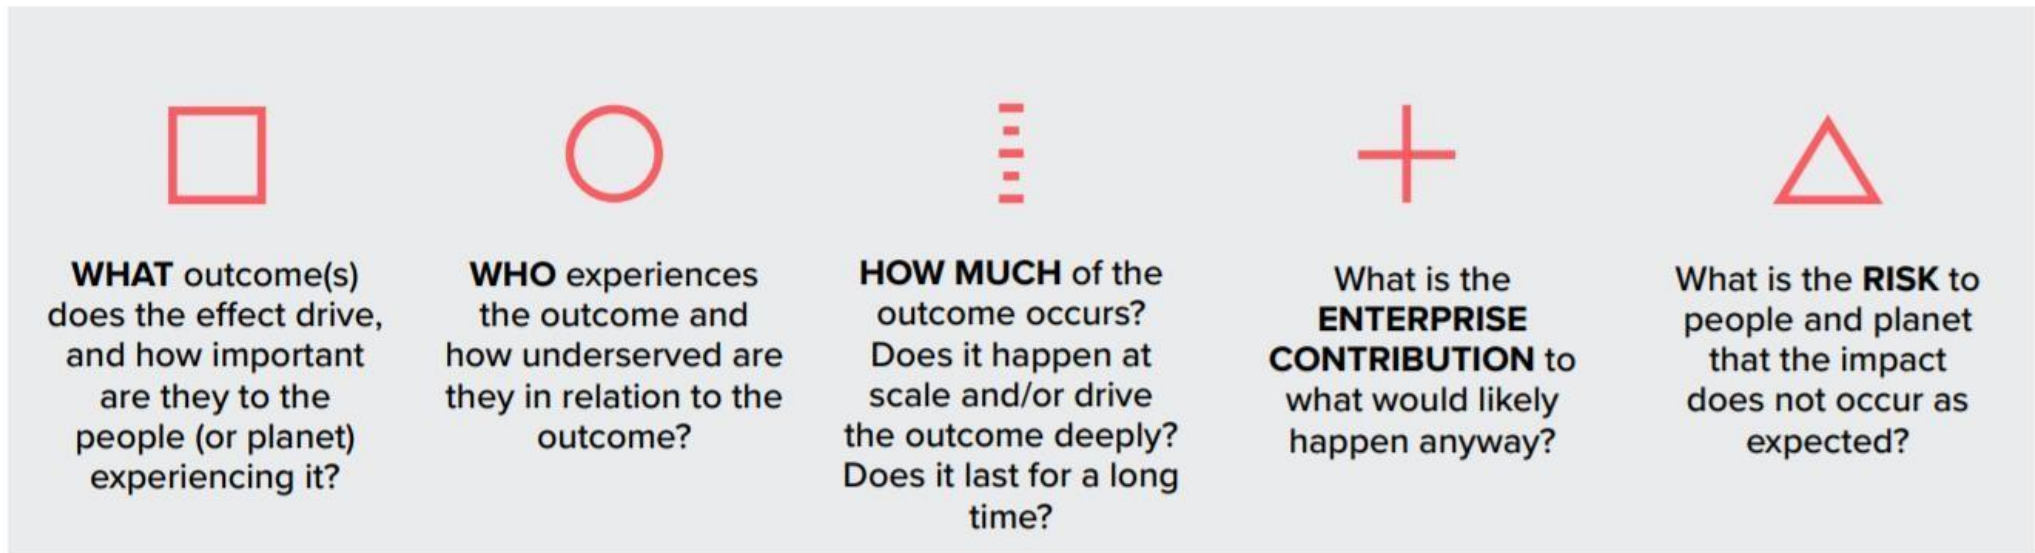 WHAT outcome(s)
does the effect drive,
and how important
are they to the
people (or planet)
experiencing it?
WHO experiences
the outcome and
how underserved are
they in relation to the
outcome?
HOW MUCH of the
outcome occurs?
Does it happen at
scale and/or drive
the outcome deeply?
Does it last for a long
time?
What is the
ENTERPRISE
CONTRIBUTION to
what would likely
happen anyway?
What is the RISK to
people and planet
that the impact
does not occur as
expected?